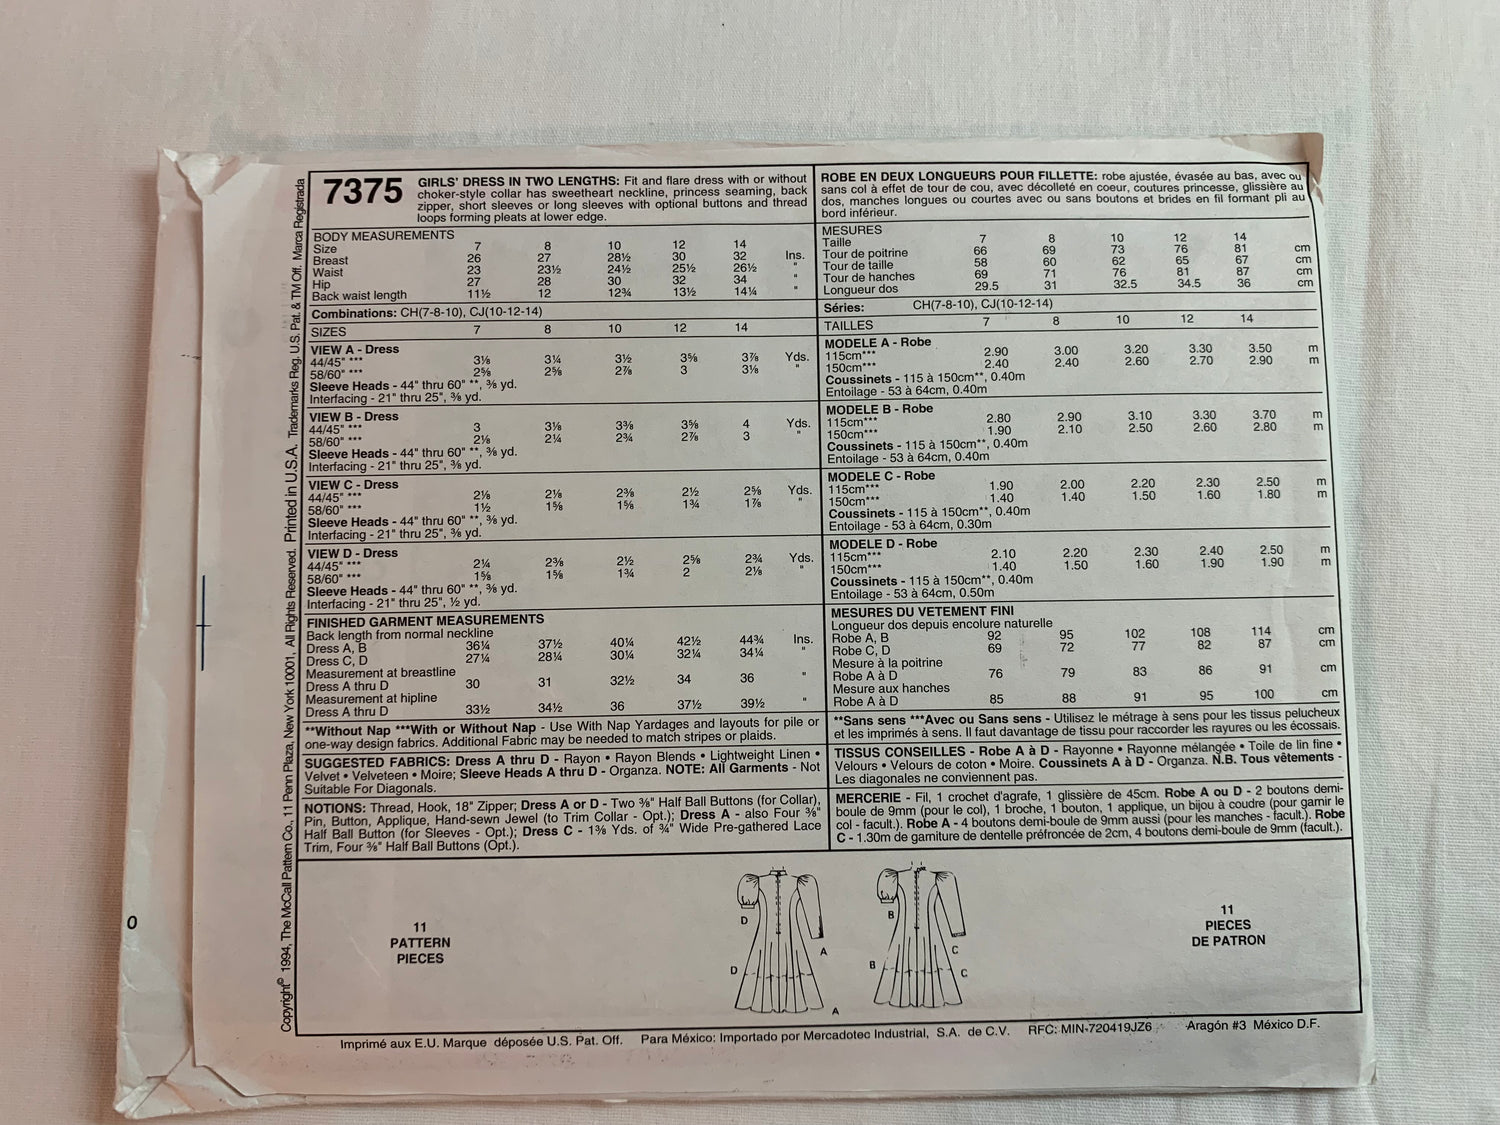 7375
GIRLS' DRESS IN TWO LENGTHS: Fit and flare dress with or without
choker-style collar has sweetheart neckline, princess seaming, back
zipper, short sleeves or long sleeves with optional buttons and thread
loops forming pleats at lower edge.
BODY MEASUREMENTS
Size 7 8 10 12 14
Breast 26 27 28½ 30 32 Ins.
Waist 23 23½ 24½ 25½ 26½ "
Hip 27 28 30 32 34 "
Back waist length 11½ 12 12¾ 13½ 14¼ "
Combinations: CH(7-8-10), CJ(10-12-14)
SIZES 7 8 10 12 14
VIEW A - Dress
44/45" *** 3⅛ 3¼ 3½ 3⅝ 3⅞ Yds.
58/60" *** 2⅝ 2⅝ 2⅞ 3 3⅛ "
Sleeve Heads - 44" thru 60" **, ⅜ yd.
Interfacing - 21" thru 25", ⅜ yd.
VIEW B - Dress
44/45" *** 3 3⅛ 3⅜ 3⅝ 4 Yds.
58/60" *** 2⅛ 2¼ 2¾ 2⅞ 3 "
Sleeve Heads - 44" thru 60" **, ⅜ yd.
Interfacing - 21" thru 25", ⅜ yd.
VIEW C - Dress
44/45" *** 2⅛ 2⅛ 2⅜ 2½ 2⅝ Yds.
58/60" *** 1½ 1⅝ 1⅝ 1¾ 1⅞ "
Sleeve Heads - 44" thru 60" **, ⅜ yd.
Interfacing - 21" thru 25", ⅜ yd.
VIEW D - Dress
44/45" *** 2¼ 2⅜ 2½ 2⅝ 2¾ Yds.
58/60" *** 1⅝ 1⅝ 1¾ 2 2⅛ "
Sleeve Heads - 44" thru 60" **, ⅜ yd.
Interfacing - 21" thru 25", ½ yd.
FINISHED GARMENT MEASUREMENTS
Back length from normal neckline
Dress A, B 36¼ 37½ 40¼ 42½ 44¾ Ins.
Dress C, D 27¼ 28¼ 30¼ 32¼ 34¼ "
Measurement at breastline
Dress A thru D 30 31 32½ 34 36 "
Measurement at hipline
Dress A thru D 33½ 34½ 36 37½ 39½ "
**Without Nap ***With or Without Nap - Use With Nap Yardages and layouts for pile or
one-way design fabrics. Additional Fabric may be needed to match stripes or plaids.
SUGGESTED FABRICS: Dress A thru D - Rayon • Rayon Blends • Lightweight Linen •
Velvet • Velveteen • Moire; Sleeve Heads A thru D - Organza. NOTE: All Garments - Not
Suitable For Diagonals.
NOTIONS: Thread, Hook, 18" Zipper; Dress A or D - Two ⅜" Half Ball Buttons (for Collar),
Pin, Button, Applique, Hand-sewn Jewel (to Trim Collar - Opt.); Dress A - also Four ⅜"
Half Ball Button (for Sleeves - Opt.); Dress C - 1⅜ Yds. of ¾" Wide Pre-gathered Lace
Trim, Four ⅜" Half Ball Buttons (Opt.).
ROBE EN DEUX LONGUEURS POUR FILLETTE: robe ajustée, évasée au bas, avec ou
sans col à effet de tour de cou, avec décolleté en coeur, coutures princesse, glissière au
dos, manches longues ou courtes avec ou sans boutons et brides en fil formant pli au
bord inférieur.
MESURES
Taille 7 8 10 12 14
Tour de poitrine 66 69 73 76 81 cm
Tour de taille 58 60 62 65 67 cm
Tour de hanches 69 71 76 81 87 cm
Longueur dos 29.5 31 32.5 34.5 36 cm
Séries: CH(7-8-10), CJ(10-12-14)
TAILLES 7 8 10 12 14
MODELE A - Robe
115cm*** 2.90 3.00 3.20 3.30 3.50 m
150cm*** 2.40 2.40 2.60 2.70 2.90 m
Coussinets - 115 à 150cm**, 0.40m
Entoilage - 53 à 64cm, 0.40m
MODELE B - Robe
115cm*** 2.80 2.90 3.10 3.30 3.70 m
150cm*** 1.90 2.10 2.50 2.60 2.80 m
Coussinets - 115 à 150cm**, 0.40m
Entoilage - 53 à 64cm, 0.40m
MODELE C - Robe
115cm*** 1.90 2.00 2.20 2.30 2.50 m
150cm*** 1.40 1.40 1.50 1.60 1.80 m
Coussinets - 115 à 150cm**, 0.40m
Entoilage - 53 à 64cm, 0.30m
MODELE D - Robe
115cm*** 2.10 2.20 2.30 2.40 2.50 m
150cm*** 1.40 1.50 1.60 1.90 1.90 m
Coussinets - 115 à 150cm**, 0.40m
Entoilage - 53 à 64cm, 0.50m
MESURES DU VETEMENT FINI
Longueur dos depuis encolure naturelle
Robe A, B 92 95 102 108 114 cm
Robe C, D 69 72 77 82 87 cm
Mesure à la poitrine
Robe A à D 76 79 83 86 91 cm
Mesure aux hanches
Robe A à D 85 88 91 95 100 cm
**Sans sens ***Avec ou Sans sens - Utilisez le métrage à sens pour les tissus pelucheux
et les imprimés à sens. Il faut davantage de tissu pour raccorder les rayures ou les écossais.
TISSUS CONSEILLES - Robe A à D - Rayonne • Rayonne mélangée • Toile de lin fine •
Velours • Velours de coton • Moire. Coussinets A à D - Organza. N.B. Tous vêtements -
Les diagonales ne conviennent pas.
MERCERIE - Fil, 1 crochet d'agrafe, 1 glissière de 45cm. Robe A ou D - 2 boutons demi-
boule de 9mm (pour le col), 1 broche, 1 bouton, 1 applique, un bijou à coudre (pour garnir le
col - facult.). Robe A - 4 boutons demi-boule de 9mm aussi (pour les manches - facult.). Robe
C - 1.30m de garniture de dentelle préfroncée de 2cm, 4 boutons demi-boule de 9mm (facult.).
11
PATTERN
PIECES
D
A
D
A
B
C
B
C
11
PIECES
DE PATRON
Imprimé aux E.U. Marque déposée U.S. Pat. Off. Para México: Importado por Mercadotec Industrial, S.A. de C.V. RFC: MIN-720419JZ6 Aragón #3 México D.F.
Copyright© 1994, The McCall Pattern Co., 11 Penn Plaza, New York 10001, All Rights Reserved. Printed in U.S.A. Trademarks Reg. U.S. Pat. & TM Off. Marca Registrada
0